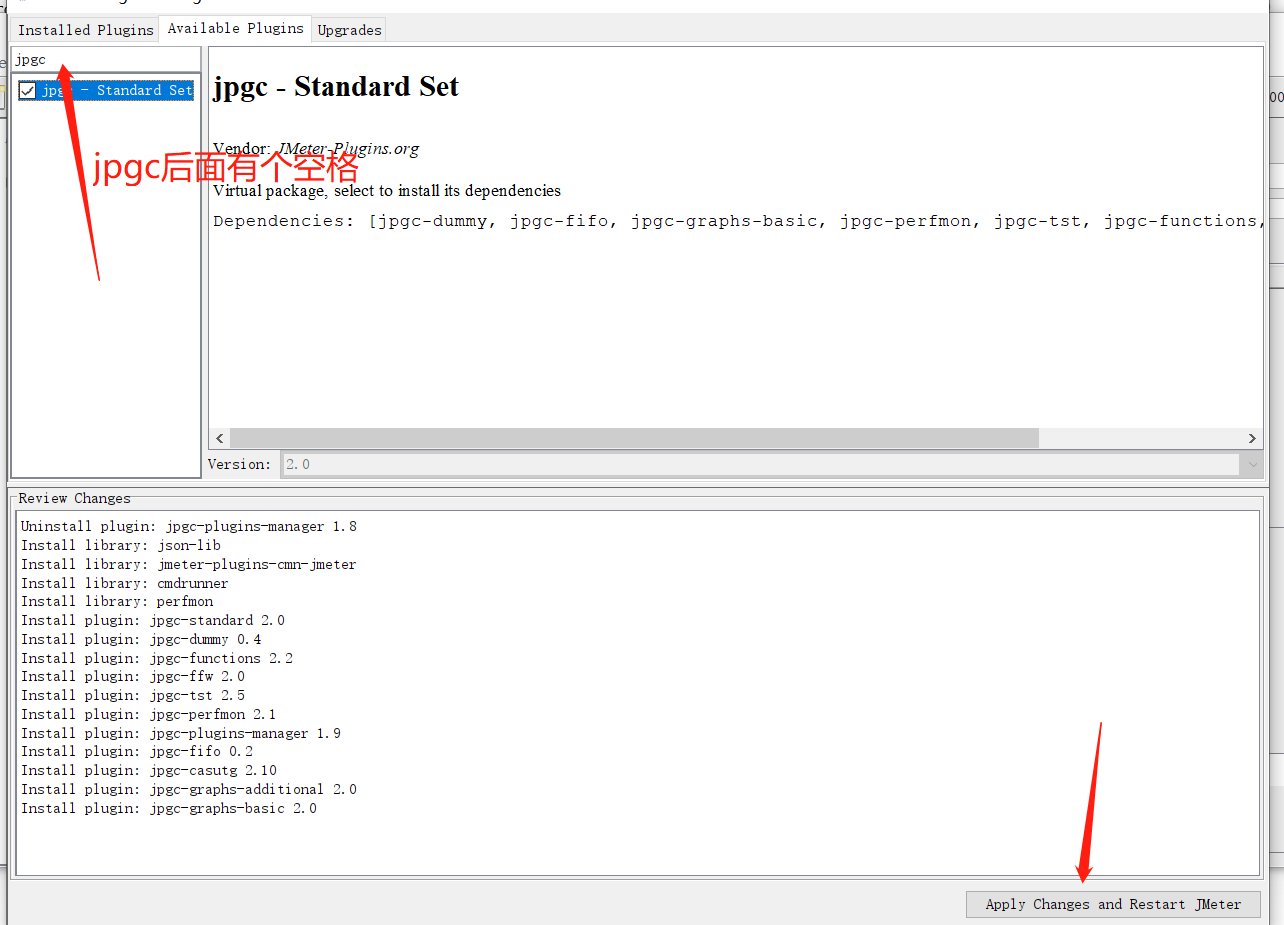 Installed Plugins Available Plugins Upgrades
jpgc
jpgc - Standard Set
jpgc - Standard Set
Vendor: JMeter-Plugins.org
jpgc后面有个空格
Virtual package, select to install its dependencies
Dependencies: [jpgc-dummy, jpgc-fifo, jpgc-graphs-basic, jpgc-perfmon, jpgc-tst, jpgc-functions,
Version: 2.0
Review Changes
Uninstall plugin: jpgc-plugins-manager 1.8
Install library: json-lib
Install library: jmeter-plugins-cmn-jmeter
Install library: cmdrunner
Install library: perfmon
Install plugin: jpgc-standard 2.0
Install plugin: jpgc-dummy 0.4
Install plugin: jpgc-functions 2.2
Install plugin: jpgc-ffw 2.0
Install plugin: jpgc-tst 2.5
Install plugin: jpgc-perfmon 2.1
Install plugin: jpgc-plugins-manager 1.9
Install plugin: jpgc-fifo 0.2
Install plugin: jpgc-casutg 2.10
Install plugin: jpgc-graphs-additional 2.0
Install plugin: jpgc-graphs-basic 2.0
Apply Changes and Restart JMeter